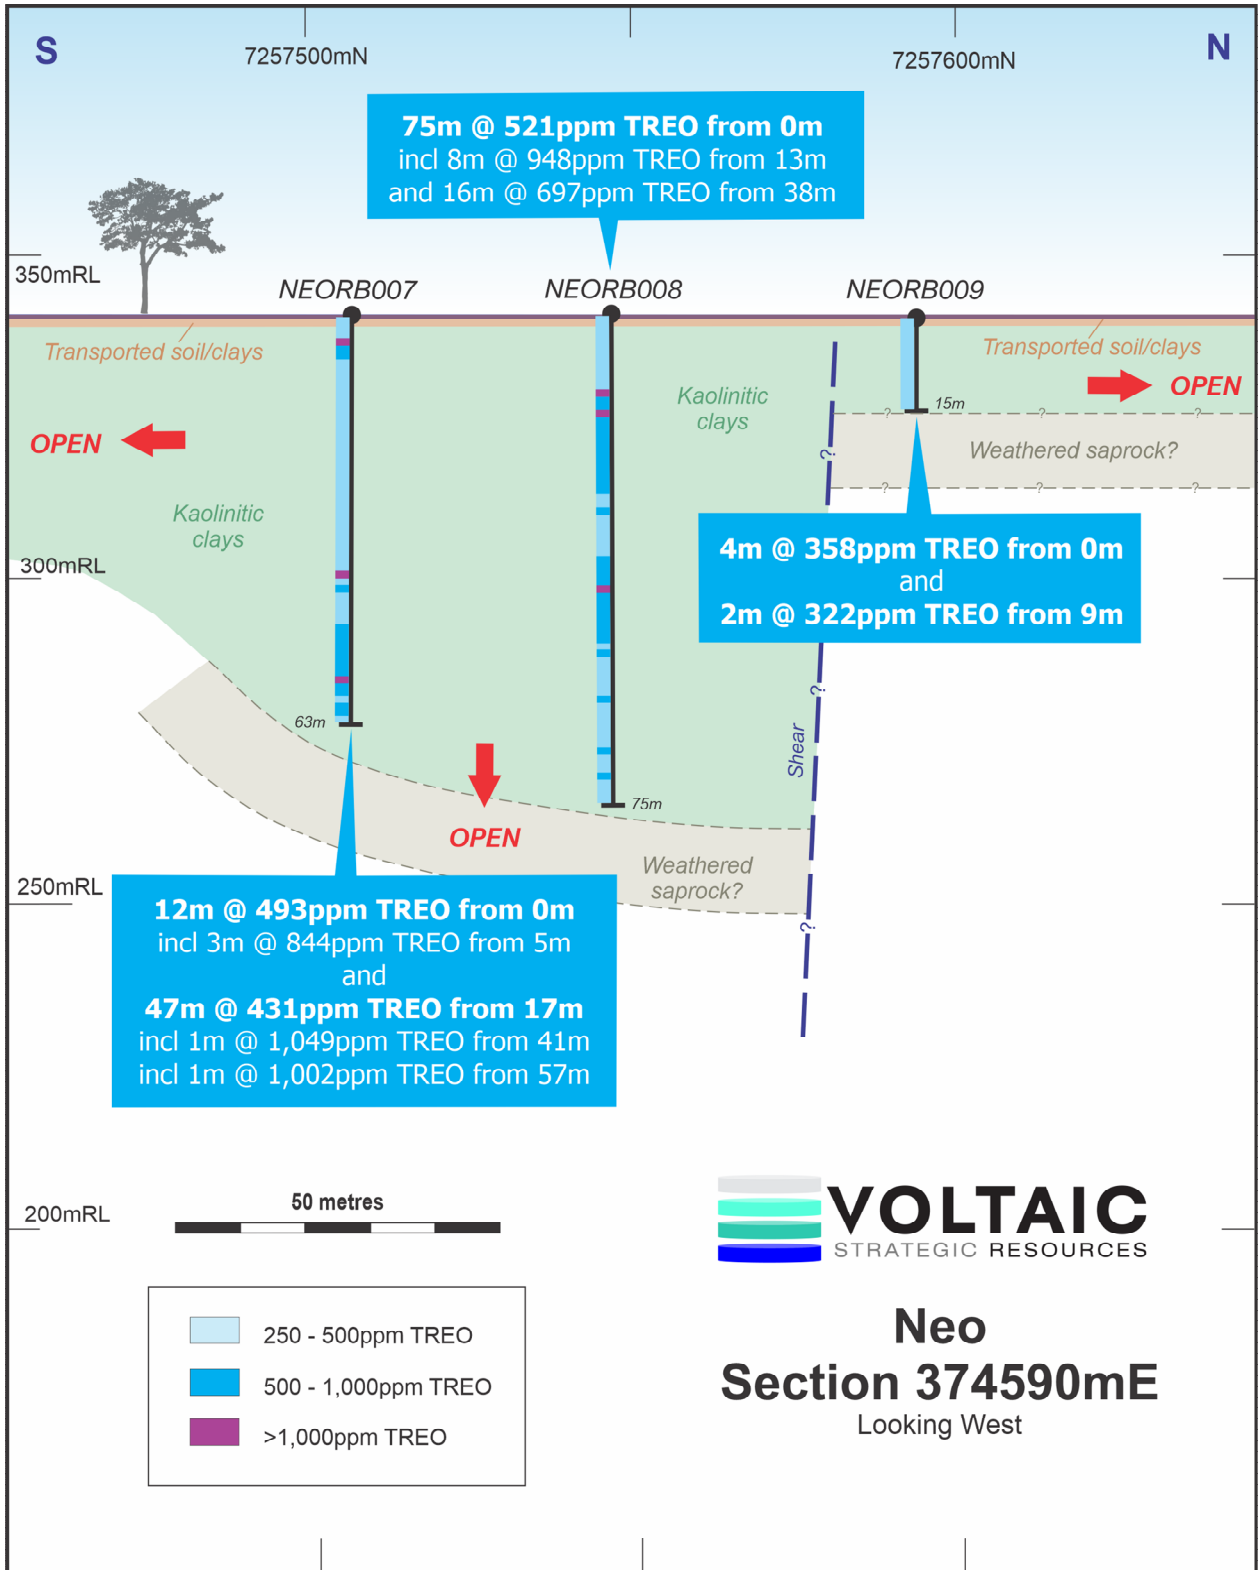 S
7257500mN
7257600mN
N
75m @ 521ppm TREO from 0m
incl 8m @ 948ppm TREO from 13m
and 16m @ 697ppm TREO from 38m
350mRL
NEORB007
NEORB008
NEORB009
Transported soil/clays
Transported soil/clays
OPEN
Kaolinitic
clays
15m
OPEN
?
?
?
Weathered saprock?
?
?
?
?
Kaolinitic
clays
4m @ 358ppm TREO from 0m
and
2m @ 322ppm TREO from 9m
300mRL
?
63m
Shear
75m
OPEN
Weathered
saprock?
250mRL
?
12m @ 493ppm TREO from 0m
incl 3m @ 844ppm TREO from 5m
and
47m @ 431ppm TREO from 17m
incl 1m @ 1,049ppm TREO from 41m
incl 1m @ 1,002ppm TREO from 57m
200mRL
50 metres
VOLTAIC
STRATEGIC RESOURCES
250 - 500ppm TREO
500 - 1,000ppm TREO
>1,000ppm TREO
Neo
Section 374590mE
Looking West